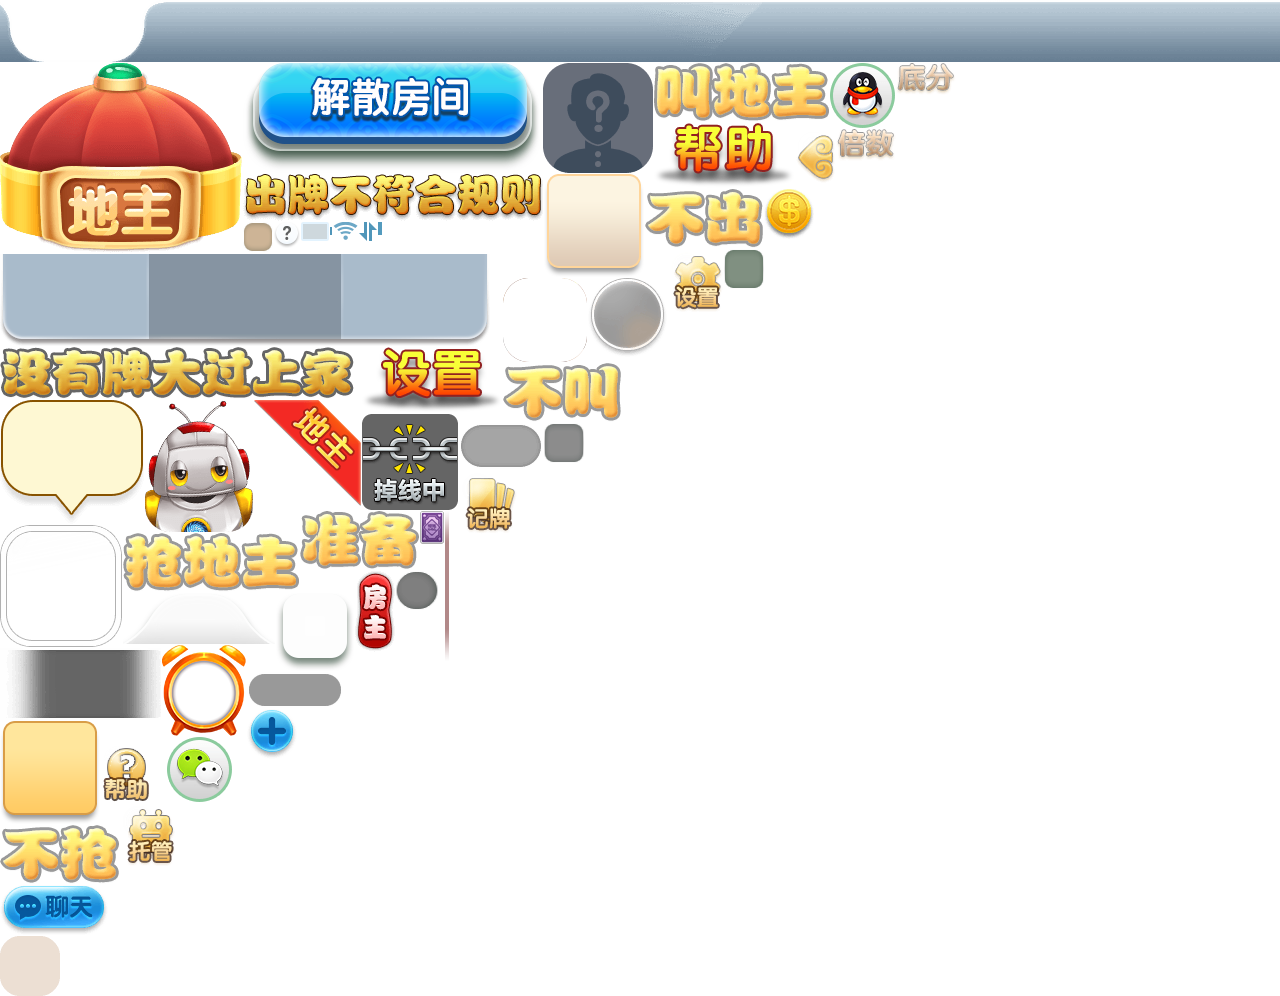 解散房间
叫地主
底分
帮助
倍数
地主
出牌不符合规则
?
不出
$
设置
没有牌大过上家
设置
不叫
地主
掉线中
记牌
抢地主
准备
房主
?
帮助
不抢
托管
聊天